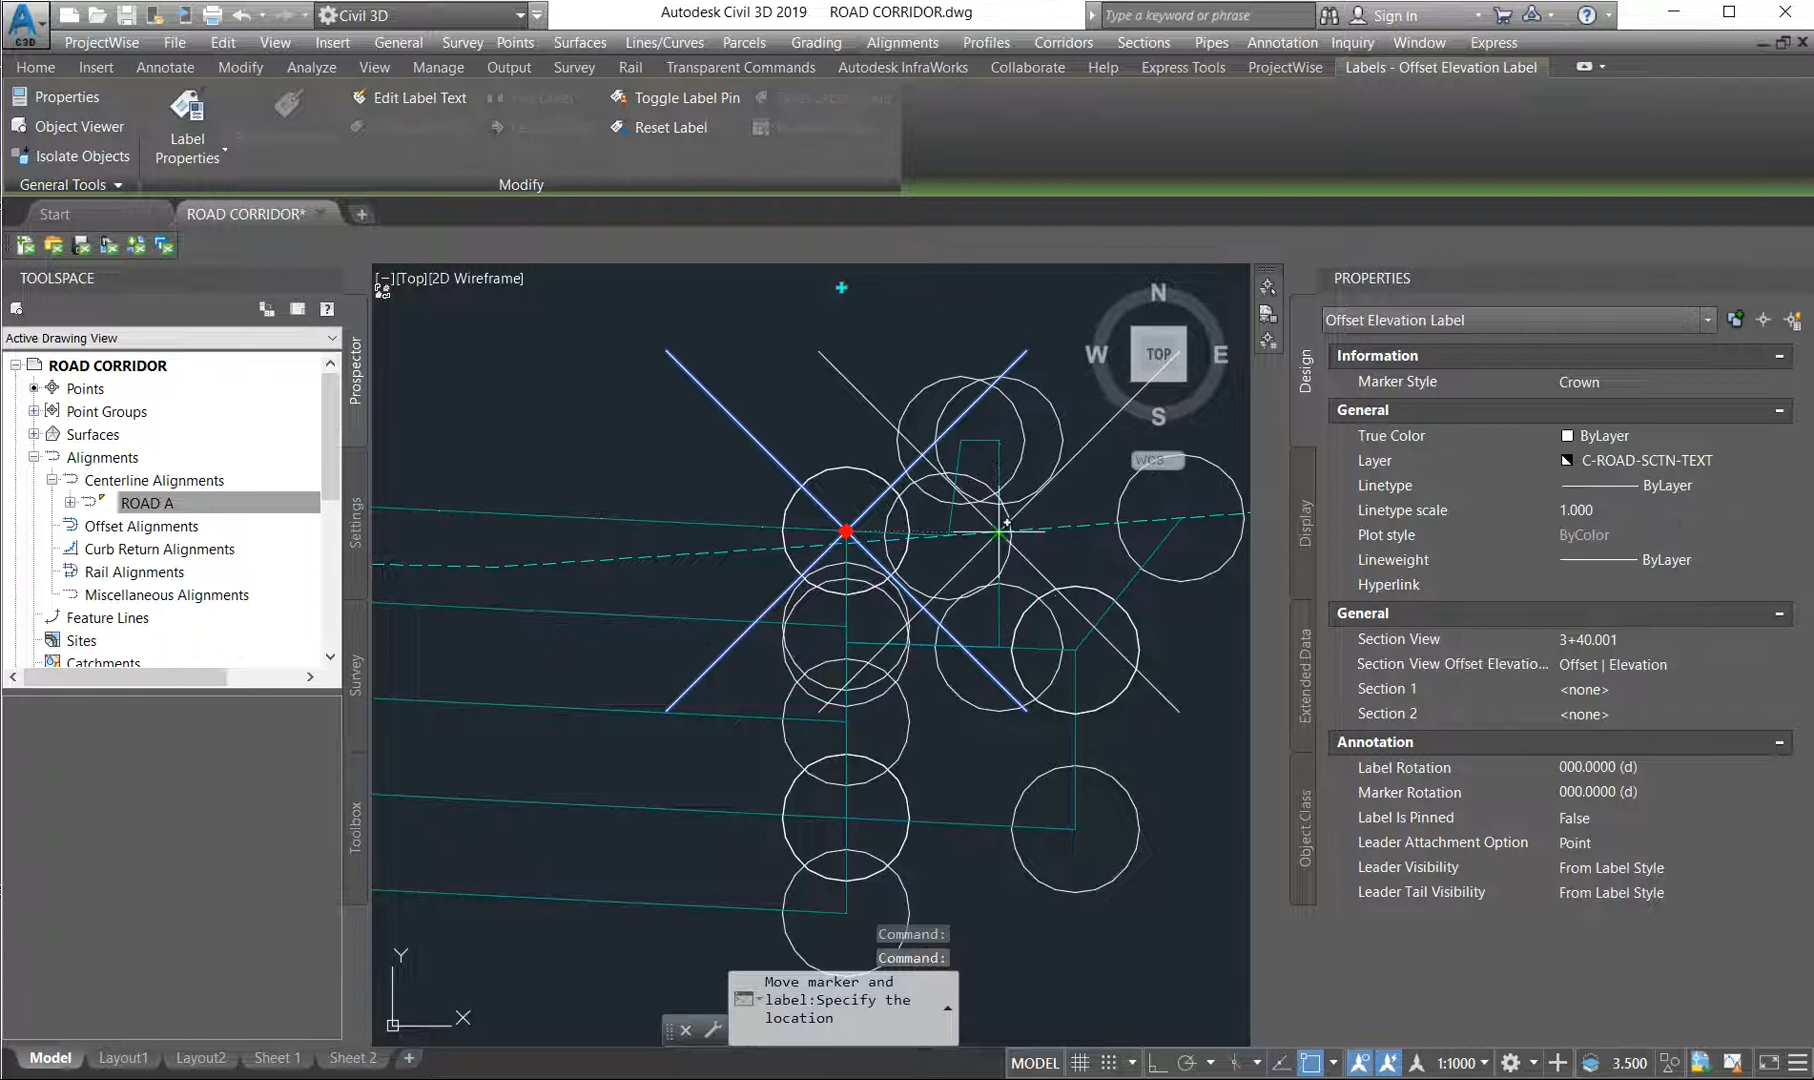 Civil 3D
Autodesk Civil 3D 2019 ROAD CORRIDOR.dwg
Type a keyword or phrase
Sign In
C3D
ProjectWise File Edit View Insert General Survey Points Surfaces Lines/Curves Parcels Grading Alignments Profiles Corridors Sections Pipes Annotation Inquiry Window Express
Home Insert Annotate Modify Analyze View Manage Output Survey Rail Transparent Commands Autodesk InfraWorks Collaborate Help Express Tools ProjectWise Labels - Offset Elevation Label
Properties
Object Viewer
Isolate Objects
General Tools
Label
Properties
Edit Label Text
Toggle Label Pin
Reset Label
Modify
Start ROAD CORRIDOR*
TOOLSPACE
Active Drawing View
ROAD CORRIDOR
Points
Point Groups
Surfaces
Alignments
Centerline Alignments
ROAD A
Offset Alignments
Curb Return Alignments
Rail Alignments
Miscellaneous Alignments
Feature Lines
Sites
Catchments
Prospector
Settings
Survey
Toolbox
[−][Top][2D Wireframe]
N
W TOP E
S
WCS
Y
X
Command:
Command:
Move marker and
label:Specify the
location
PROPERTIES
Offset Elevation Label
Design
Display
Extended Data
Object Class
Information
Marker Style Crown
General
True Color ByLayer
Layer C-ROAD-SCTN-TEXT
Linetype ByLayer
Linetype scale 1.000
Plot style ByColor
Lineweight ByLayer
Hyperlink
General
Section View 3+40.001
Section View Offset Elevatio... Offset | Elevation
Section 1 <none>
Section 2 <none>
Annotation
Label Rotation 000.0000 (d)
Marker Rotation 000.0000 (d)
Label Is Pinned False
Leader Attachment Option Point
Leader Visibility From Label Style
Leader Tail Visibility From Label Style
Model Layout1 Layout2 Sheet 1 Sheet 2
MODEL 1:1000 3.500